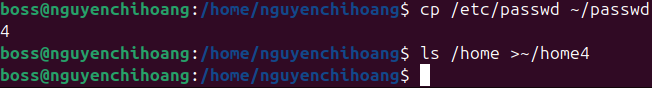 boss@nguyenchihoang:/home/nguyenchihoang$ cp /etc/passwd ~/passwd
4
boss@nguyenchihoang:/home/nguyenchihoang$ ls /home >~/home4
boss@nguyenchihoang:/home/nguyenchihoang$